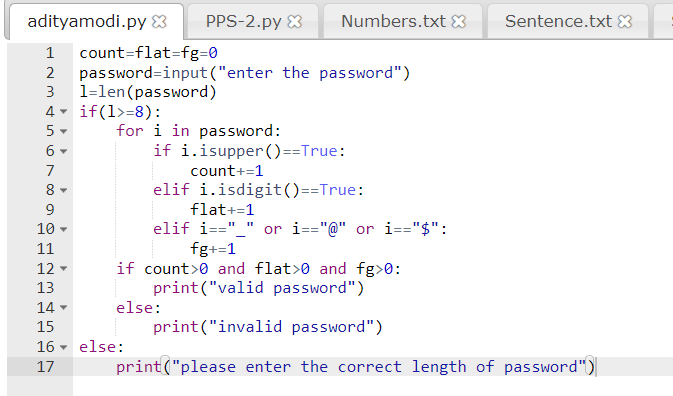 adityamodi.py PPS-2.py Numbers.txt Sentence.txt
1 count=flat=fg=0
2 password=input("enter the password")
3 l=len(password)
4 if(l>=8):
5     for i in password:
6         if i.isupper()==True:
7             count+=1
8         elif i.isdigit()==True:
9             flat+=1
10         elif i=="_" or i=="@" or i=="$":
11             fg+=1
12     if count>0 and flat>0 and fg>0:
13         print("valid password")
14     else:
15         print("invalid password")
16 else:
17     print("please enter the correct length of password")